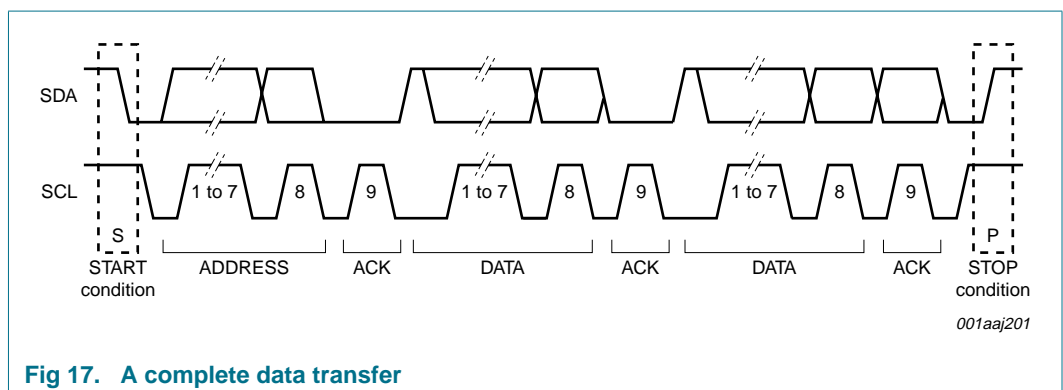 SDA
SCL
1 to 7 8 9 1 to 7 8 9 1 to 7 8 9
S P
START ADDRESS ACK DATA ACK DATA ACK STOP
condition condition
001aaj201
Fig 17. A complete data transfer